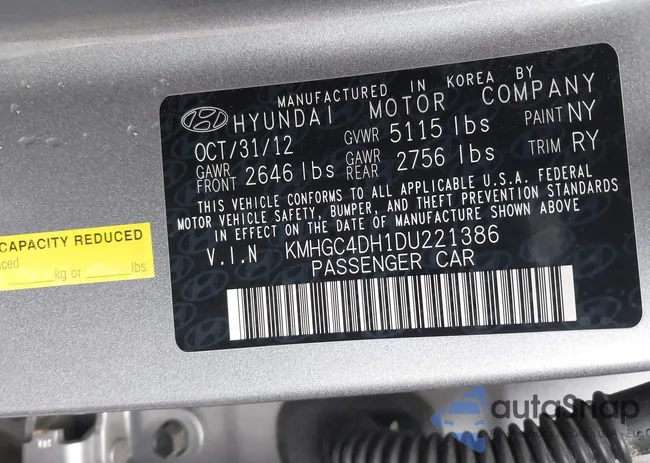 MANUFACTURED IN KOREA BY
HYUNDAI MOTOR COMPANY
OCT/31/12 GVWR 5115 lbs PAINT NY
GAWR FRONT 2646 lbs GAWR REAR 2756 lbs TRIM RY
THIS VEHICLE CONFORMS TO ALL APPLICABLE U.S.A. FEDERAL
MOTOR VEHICLE SAFETY, BUMPER, AND THEFT PREVENTION STANDARDS
IN EFFECT ON THE DATE OF MANUFACTURE SHOWN ABOVE
V.I.N KMHGC4DH1DU221386
PASSENGER CAR
CAPACITY REDUCED
kg or lbs
autoSnap